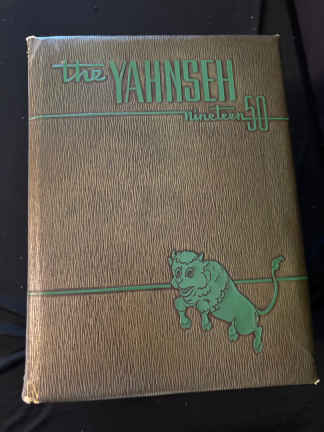 the YAHNSEH
Nineteen 50